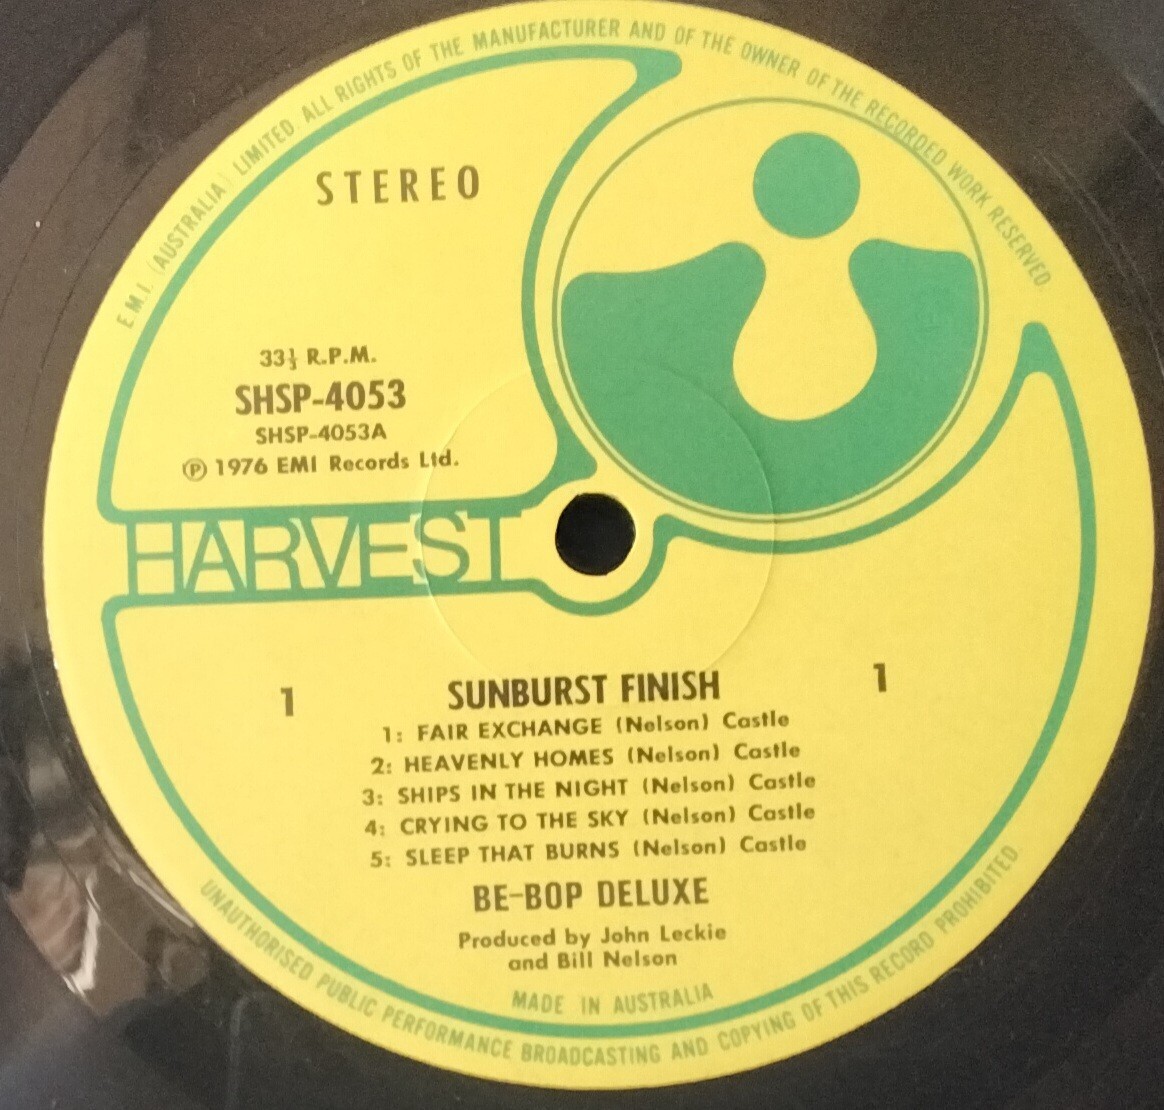 E.M.I. (AUSTRALIA) LIMITED. ALL RIGHTS OF THE MANUFACTURER AND OF THE OWNER OF THE RECORDED WORK RESERVED.
STEREO
33⅓ R.P.M.
SHSP-4053
SHSP-4053A
℗ 1976 EMI Records Ltd.
HARVEST
1 SUNBURST FINISH 1
1: FAIR EXCHANGE (Nelson) Castle
2: HEAVENLY HOMES (Nelson) Castle
3: SHIPS IN THE NIGHT (Nelson) Castle
4: CRYING TO THE SKY (Nelson) Castle
5: SLEEP THAT BURNS (Nelson) Castle
BE-BOP DELUXE
Produced by John Leckie
and Bill Nelson
MADE IN AUSTRALIA
UNAUTHORISED PUBLIC PERFORMANCE BROADCASTING AND COPYING OF THIS RECORD PROHIBITED.